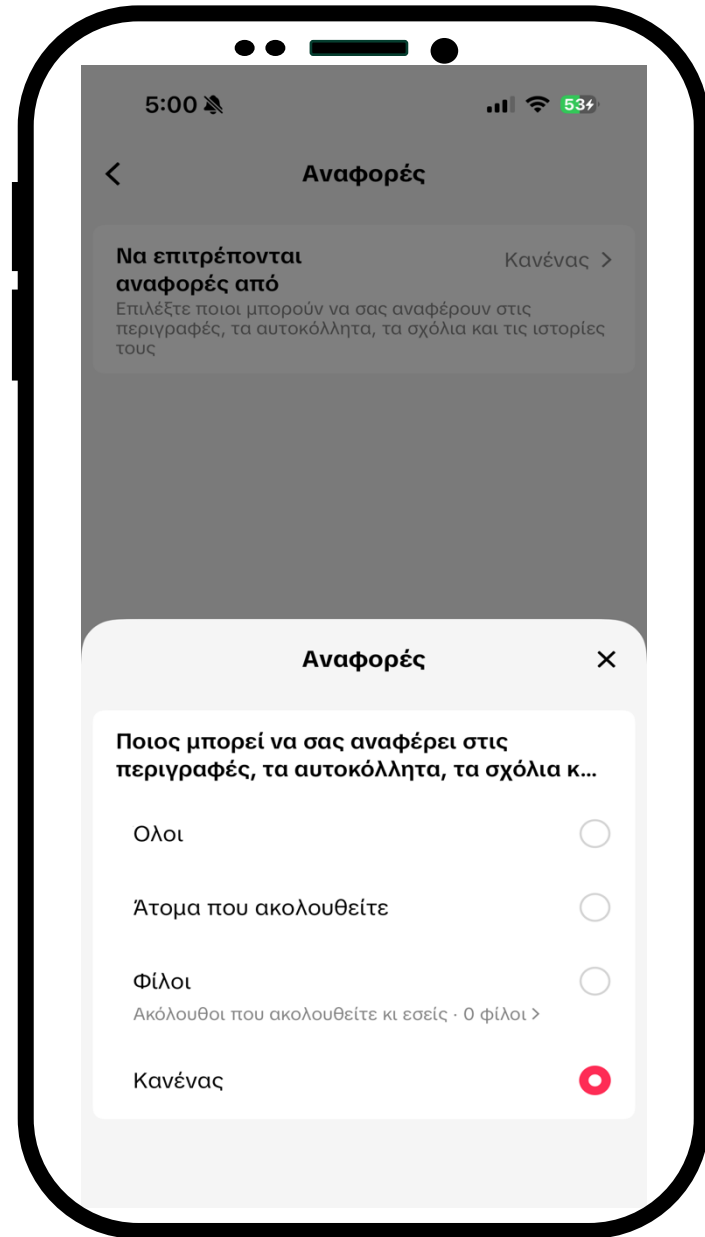 5:00
53
Αναφορές
Να επιτρέπονται
αναφορές από
Κανένας
Επιλέξτε ποιοι μπορούν να σας αναφέρουν στις
περιγραφές, τα αυτοκόλλητα, τα σχόλια και τις ιστορίες
τους
Αναφορές
Ποιος μπορεί να σας αναφέρει στις
περιγραφές, τα αυτοκόλλητα, τα σχόλια κ...
Ολοι
Άτομα που ακολουθείτε
Φίλοι
Ακόλουθοι που ακολουθείτε κι εσείς · 0 φίλοι >
Κανένας